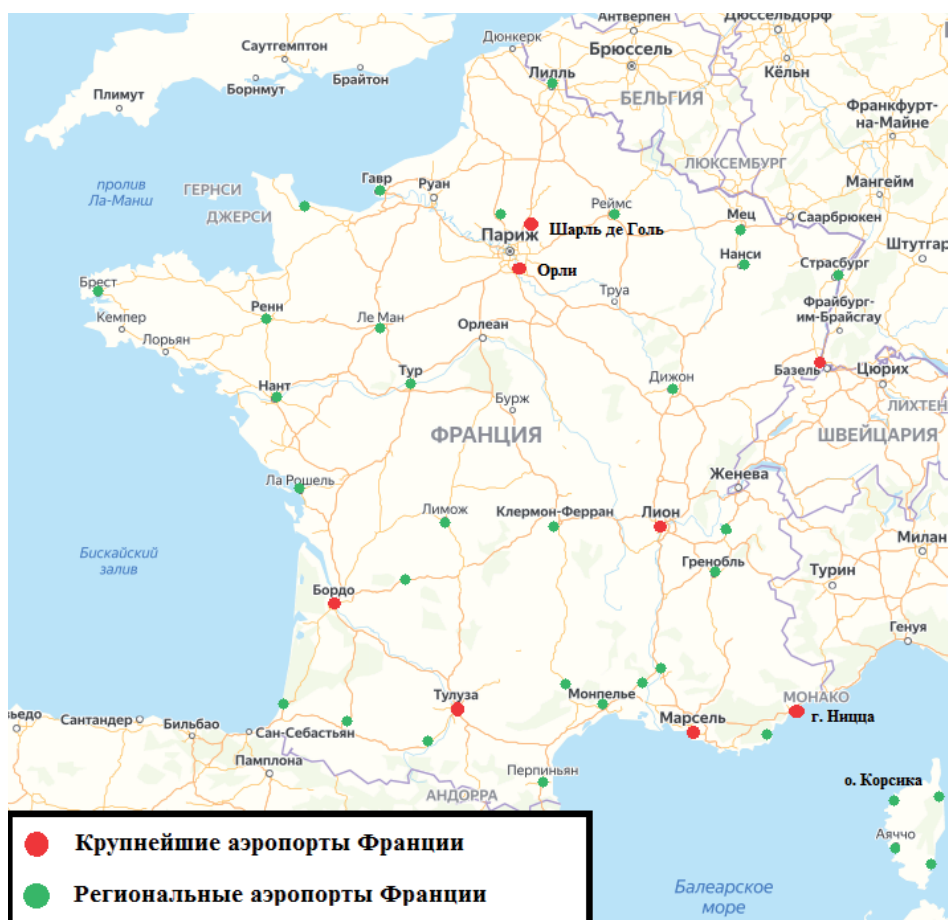 Антверпен
Дюссельдорф
Дюнкерк
Саутгемптон
Брюссель
Брайтон
Борнмут
Плимут
Лилль
Кёльн
БЕЛЬГИЯ
Франкфурт-
на-Майне
ЛЮКСЕМБУРГ
пролив
Ла-Манш
ГЕРНСИ
ДЖЕРСИ
Гавр
Руан
Мангейм
Реймс
Мец
Саарбрюкен
Шарль де Голь
Париж
Штутгар
Нанси
Орли
Страсбург
Брест
Труа
Фрайбург-
им-Брайсгау
Кемпер
Ренн
Ле Ман
Орлеан
Лорьян
Базель
Цюрих
Тур
Дижон
Нант
Бурж
ЛИХТЕН
ФРАНЦИЯ
ШВЕЙЦАРИЯ
Ла Рошель
Женева
Лимож
Клермон-Ферран
Лион
Бискайский
залив
Милан
Гренобль
Турин
Бордо
Генуя
Тулуза
Монпелье
МОНАКО
г. Ницца
ьедо
Сантандер
Бильбао
Сан-Себастьян
Марсель
Памплона
Перпиньян
о. Корсика
АНДОРРА
Аяччо
Крупнейшие аэропорты Франции
Региональные аэропорты Франции
Балеарское
море